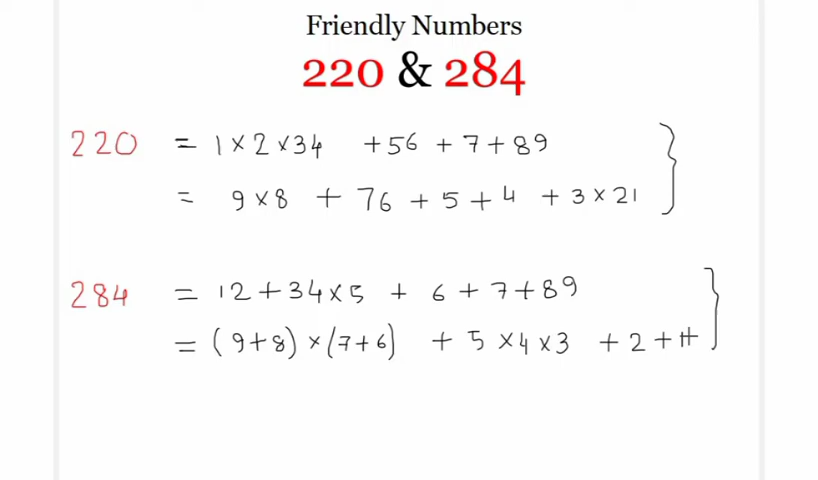 Friendly Numbers
220 & 284
220 = 1 × 2 × 34 + 56 + 7 + 89
= 9 × 8 + 76 + 5 + 4 + 3 × 21
284 = 12 + 34 × 5 + 6 + 7 + 89
= (9 + 8) × (7 + 6) + 5 × 4 × 3 + 2 +